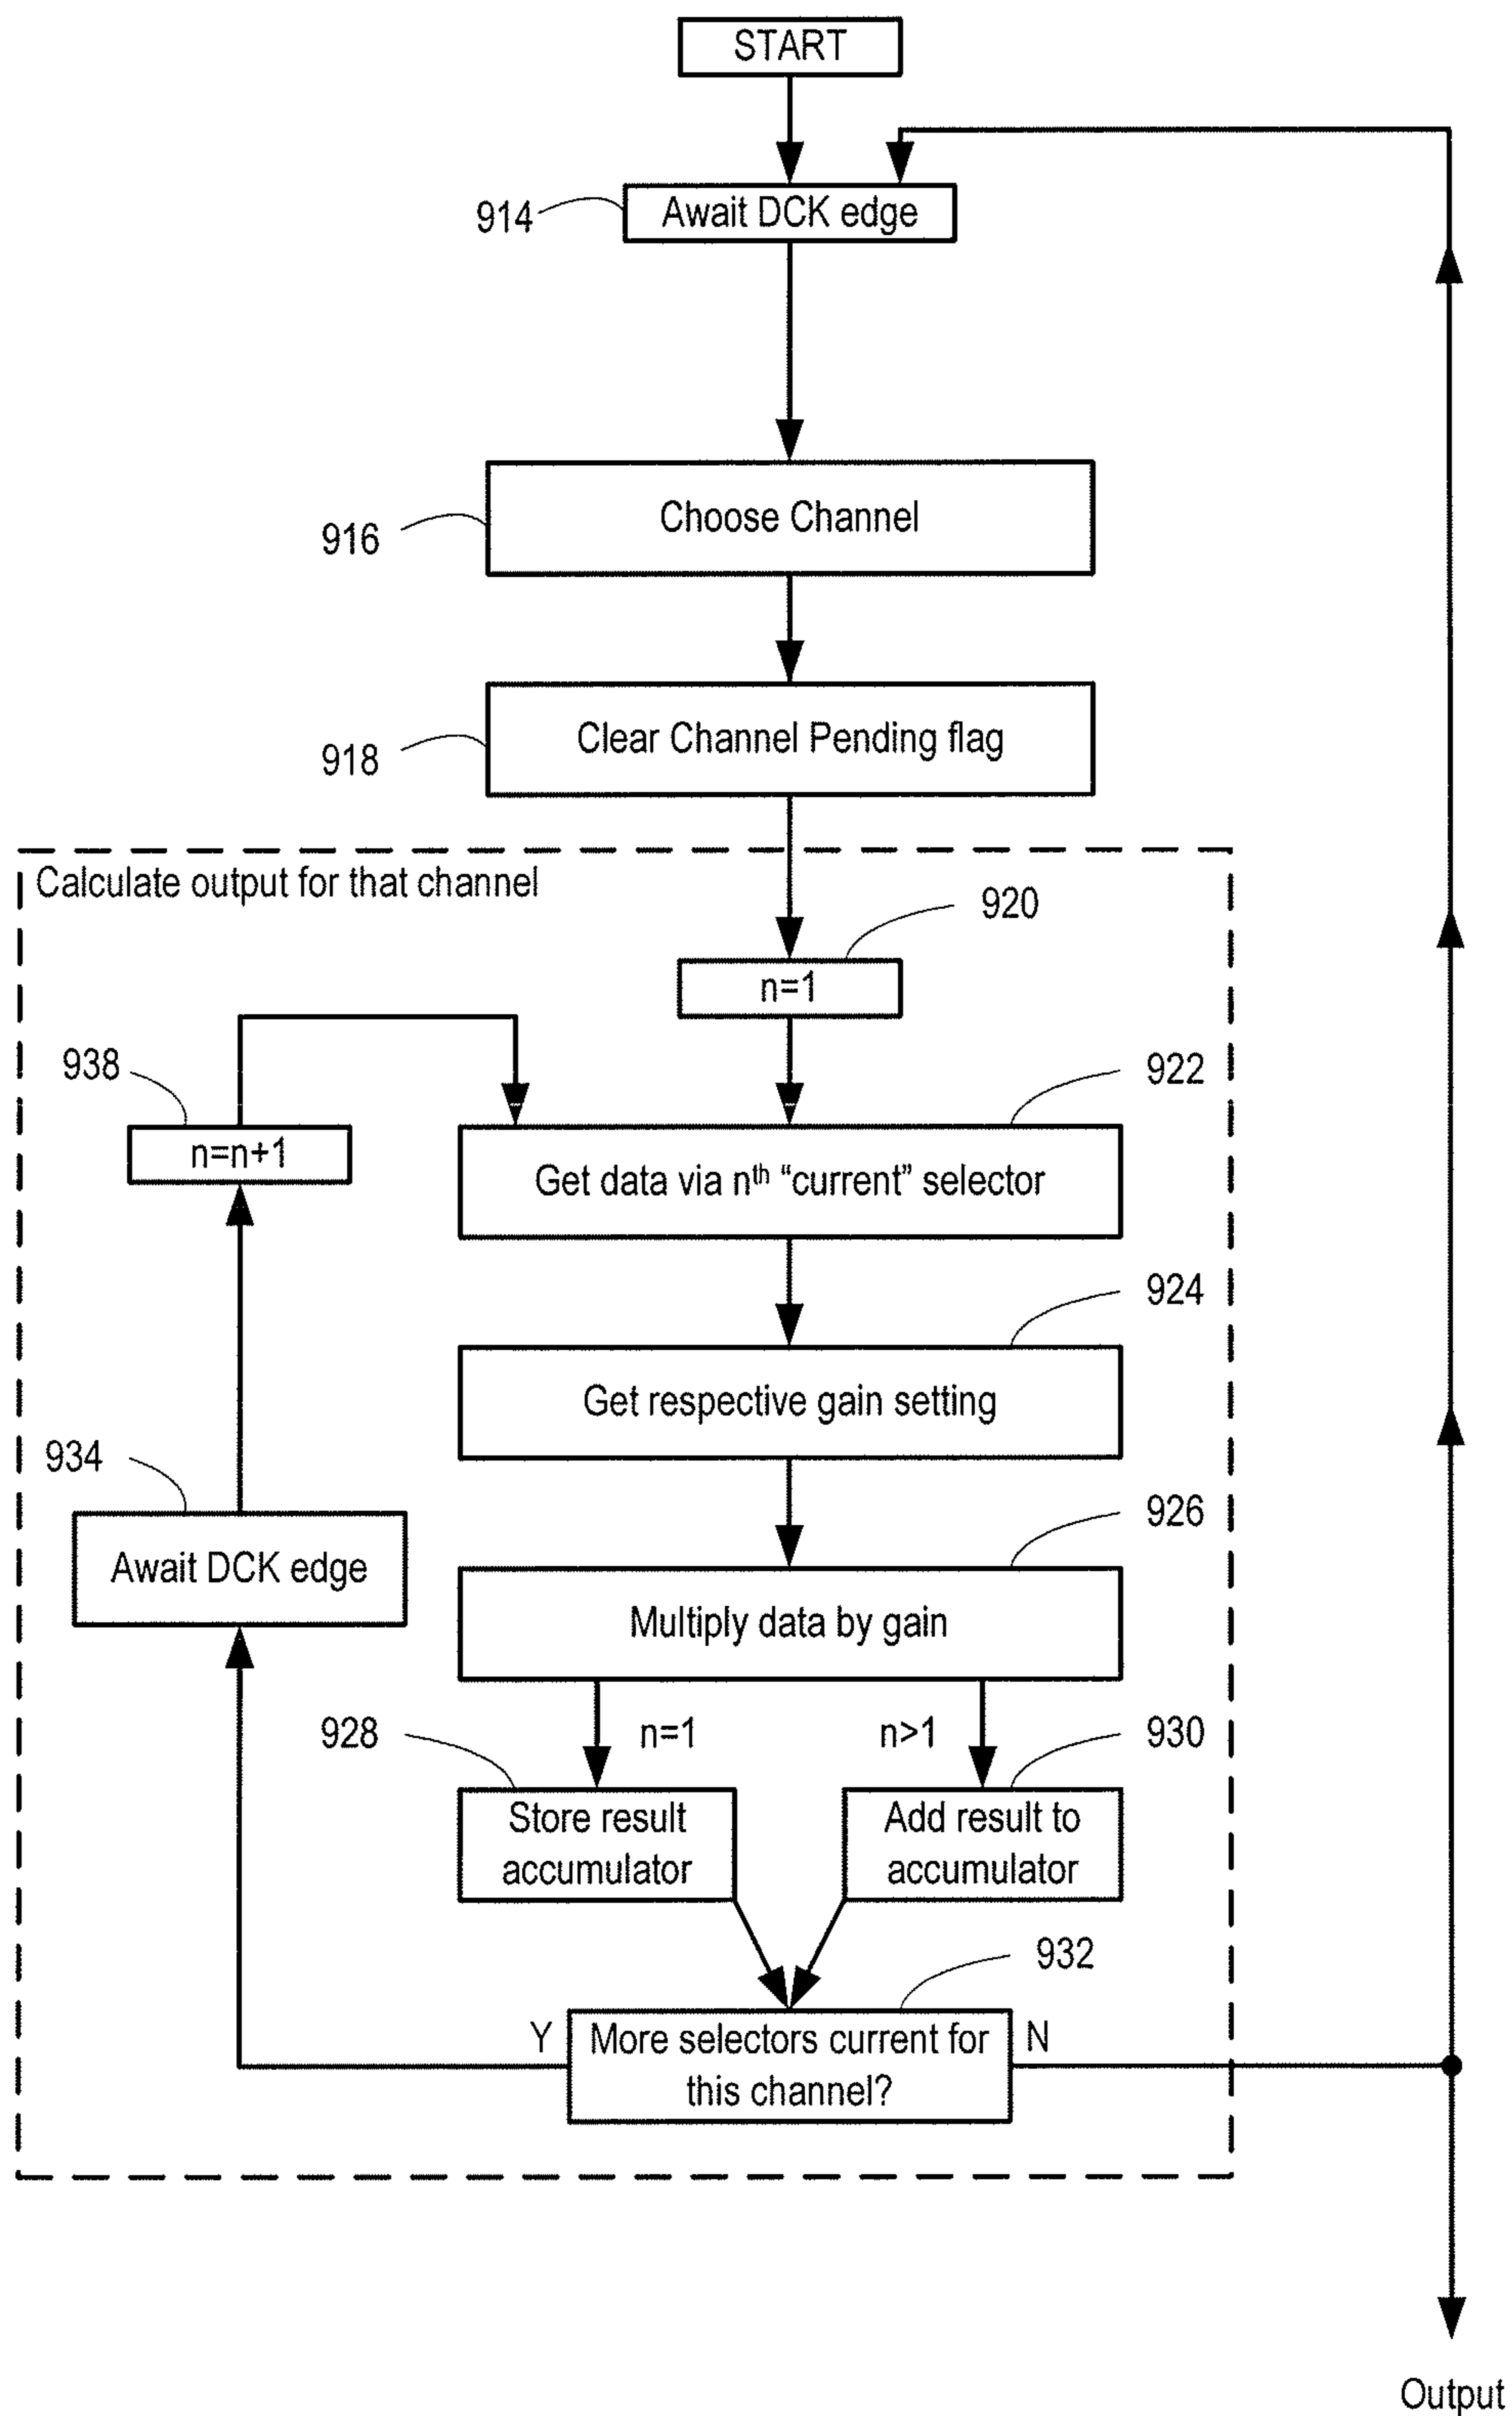 START
914
Await DCK edge
916
Choose Channel
918
Clear Channel Pending flag
Calculate output for that channel
920
n=1
938
n=n+1
922
Get data via nth “current” selector
924
Get respective gain setting
934
Await DCK edge
926
Multiply data by gain
928
n=1
n>1
930
Store result
accumulator
Add result to
accumulator
932
Y
More selectors current for
this channel?
N
Output